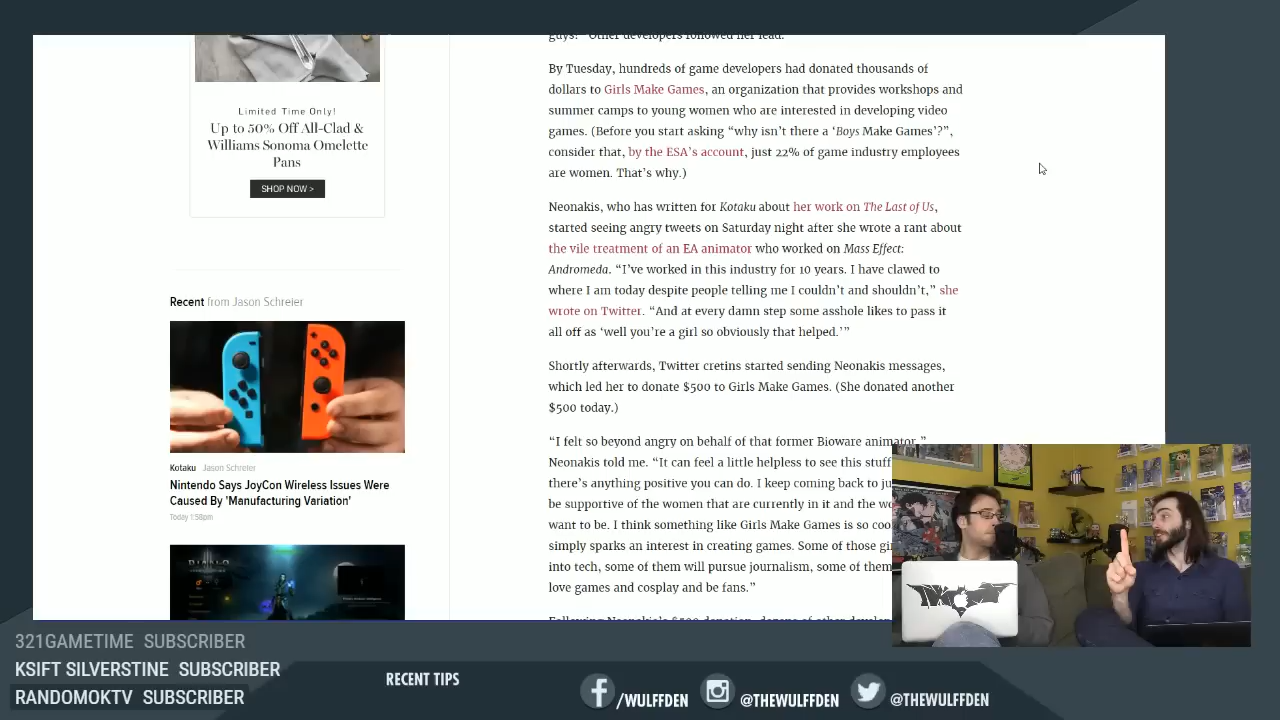 Limited Time Only!
Up to 50% Off All-Clad &
Williams Sonoma Omelette
Pans
SHOP NOW >
Recent from Jason Schreier
Kotaku Jason Schreier
Nintendo Says JoyCon Wireless Issues Were
Caused By 'Manufacturing Variation'
Today 1:58pm
DIABLO
guys!" Other developers followed her lead.
By Tuesday, hundreds of game developers had donated thousands of
dollars to Girls Make Games, an organization that provides workshops and
summer camps to young women who are interested in developing video
games. (Before you start asking “why isn't there a ‘Boys Make Games’?”,
consider that, by the ESA's account, just 22% of game industry employees
are women. That's why.)
Neonakis, who has written for Kotaku about her work on The Last of Us,
started seeing angry tweets on Saturday night after she wrote a rant about
the vile treatment of an EA animator who worked on Mass Effect:
Andromeda. “I've worked in this industry for 10 years. I have clawed to
where I am today despite people telling me I couldn't and shouldn't,” she
wrote on Twitter. “And at every damn step some asshole likes to pass it
all off as ‘well you're a girl so obviously that helped.’”
Shortly afterwards, Twitter cretins started sending Neonakis messages,
which led her to donate $500 to Girls Make Games. (She donated another
$500 today.)
“I felt so beyond angry on behalf of that former Bioware animator,”
Neonakis told me. “It can feel a little helpless to see this stuff
there's anything positive you can do. I keep coming back to ju
be supportive of the women that are currently in it and the wo
want to be. I think something like Girls Make Games is so coo
simply sparks an interest in creating games. Some of those gi
into tech, some of them will pursue journalism, some of them
love games and cosplay and be fans.”
Following Neonakis's $500 donation, dozens of other develop
321GAMETIME SUBSCRIBER
KSIFT SILVERSTINE SUBSCRIBER
RANDOMOKTV SUBSCRIBER
RECENT TIPS
/WULFFDEN
@THEWULFFDEN
@THEWULFFDEN